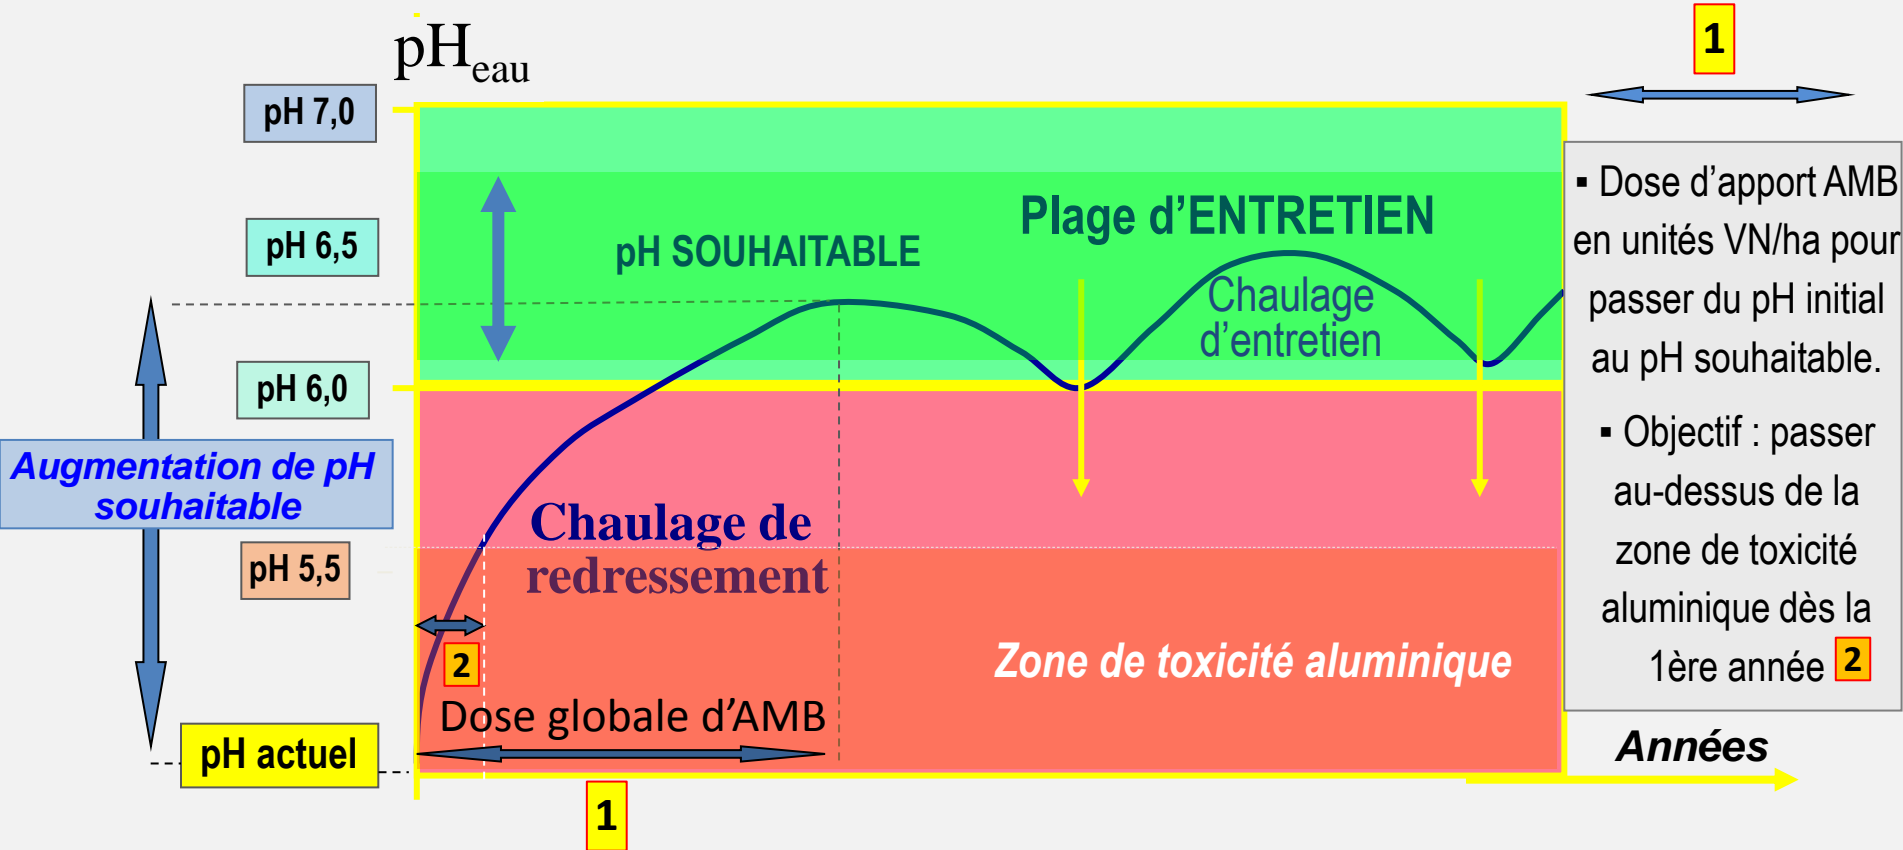 pHeau
1
pH 7,0
pH 6,5
pH 6,0
Augmentation de pH
souhaitable
pH 5,5
pH actuel
pH SOUHAITABLE
Plage d’ENTRETIEN
Chaulage
d’entretien
Chaulage de
redressement
2
Zone de toxicité aluminique
Dose globale d’AMB
1
▪ Dose d’apport AMB
en unités VN/ha pour
passer du pH initial
au pH souhaitable.
▪ Objectif : passer
au-dessus de la
zone de toxicité
aluminique dès la
1ère année 2
Années